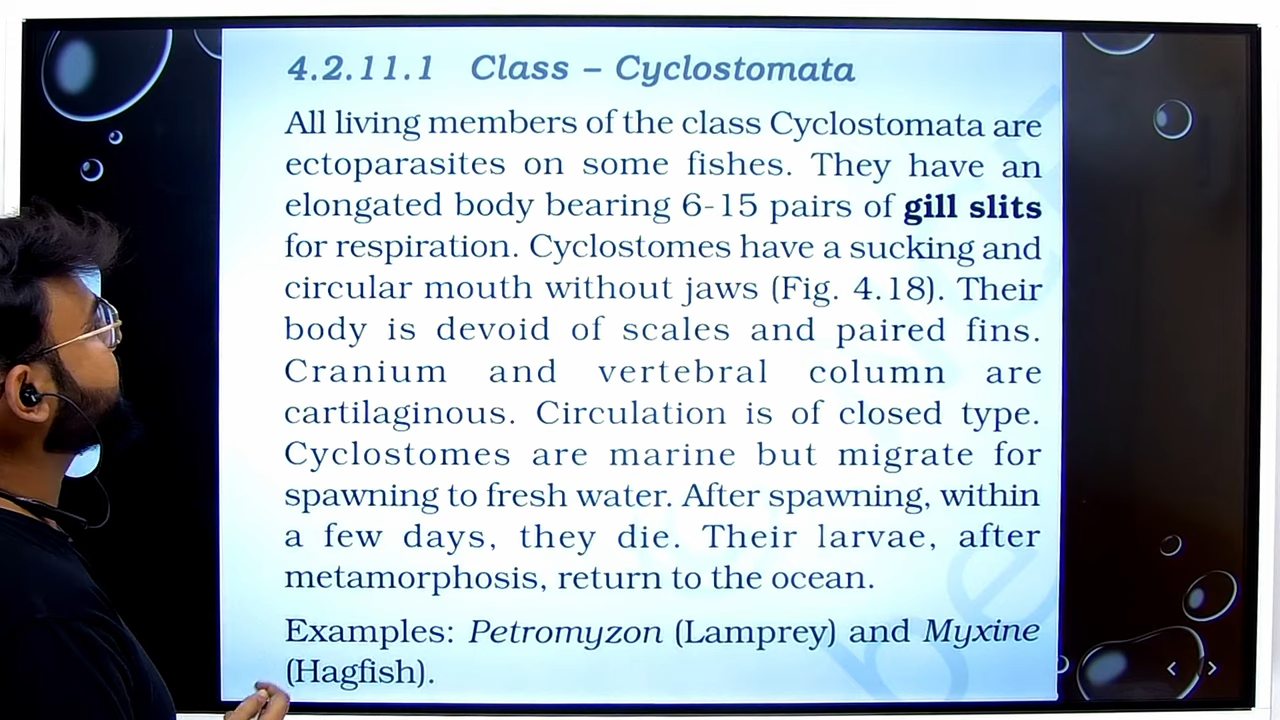 4.2.11.1 Class – Cyclostomata
All living members of the class Cyclostomata are
ectoparasites on some fishes. They have an
elongated body bearing 6-15 pairs of gill slits
for respiration. Cyclostomes have a sucking and
circular mouth without jaws (Fig. 4.18). Their
body is devoid of scales and paired fins.
Cranium and vertebral column are
cartilaginous. Circulation is of closed type.
Cyclostomes are marine but migrate for
spawning to fresh water. After spawning, within
a few days, they die. Their larvae, after
metamorphosis, return to the ocean.
Examples: Petromyzon (Lamprey) and Myxine
(Hagfish).